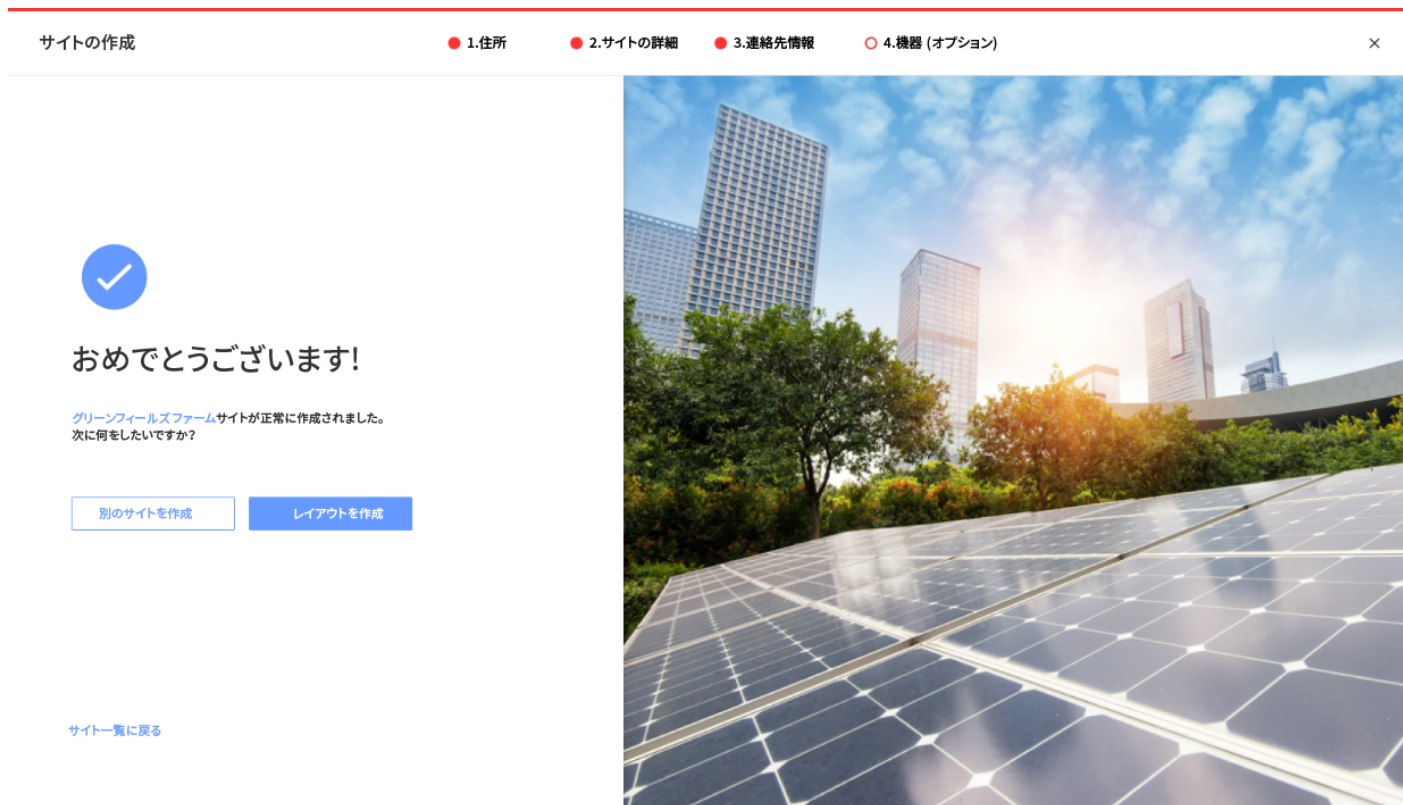 サイトの作成
1.住所
2.サイトの詳細
3.連絡先情報
4.機器 (オプション)
おめでとうございます!
グリーンフィールズファームサイトが正常に作成されました。
次に何をしたいですか?
別のサイトを作成
レイアウトを作成
サイト一覧に戻る